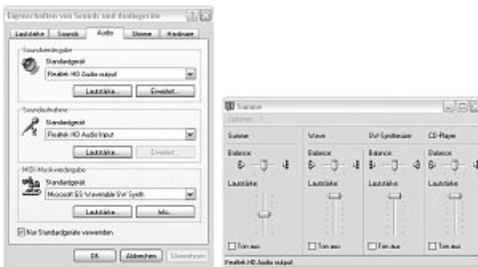 Eigenschaften von Sounds und Audiogeräte
Lautstärke Sounds Audio Stimme Hardware
Soundwiedergabe
Standardgerät:
Realtek HD Audio output
Lautstärke... Erweitert...
Soundaufnahme
Standardgerät:
Realtek HD Audio Input
Lautstärke... Erweitert...
MIDI-Musikwiedergabe
Standardgerät:
Microsoft GS Wavetable SW Synth
Lautstärke... Info...
Nur Standardgeräte verwenden
OK Abbrechen Übernehmen
Summe
Optionen ?
Summe Wave SW-Synthesizer CD-Player
Balance: Balance: Balance: Balance:
Lautstärke: Lautstärke: Lautstärke: Lautstärke:
Ton aus Ton aus Ton aus Ton aus
Realtek HD Audio output